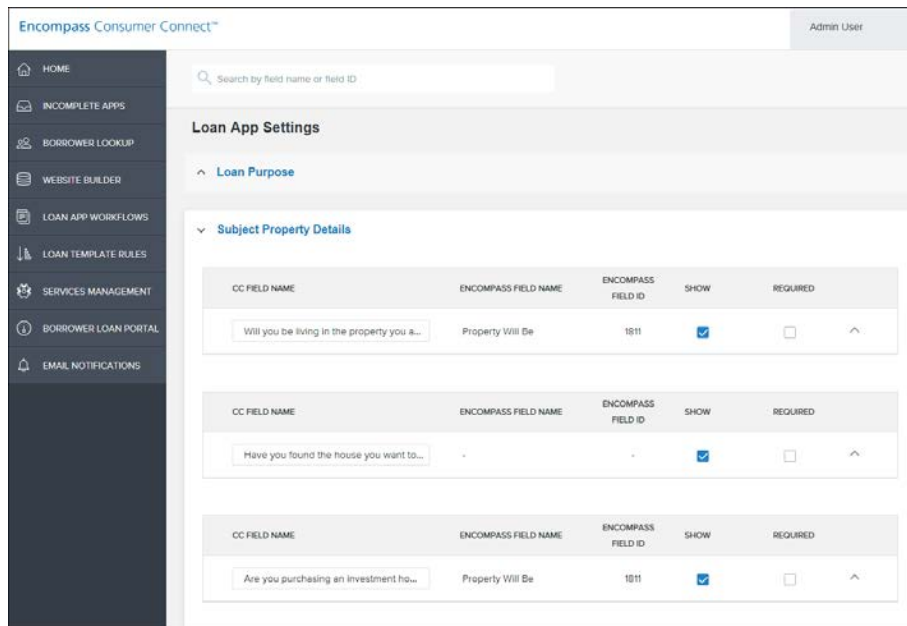 Encompass Consumer Connect™
Admin User
HOME
INCOMPLETE APPS
BORROWER LOOKUP
WEBSITE BUILDER
LOAN APP WORKFLOWS
LOAN TEMPLATE RULES
SERVICES MANAGEMENT
BORROWER LOAN PORTAL
EMAIL NOTIFICATIONS
Search by field name or field ID
Loan App Settings
Loan Purpose
Subject Property Details
CC FIELD NAME ENCOMPASS FIELD NAME ENCOMPASS FIELD ID SHOW REQUIRED
Will you be living in the property you a... Property Will Be 1811
CC FIELD NAME ENCOMPASS FIELD NAME ENCOMPASS FIELD ID SHOW REQUIRED
Have you found the house you want to... - -
CC FIELD NAME ENCOMPASS FIELD NAME ENCOMPASS FIELD ID SHOW REQUIRED
Are you purchasing an investment ho... Property Will Be 1811